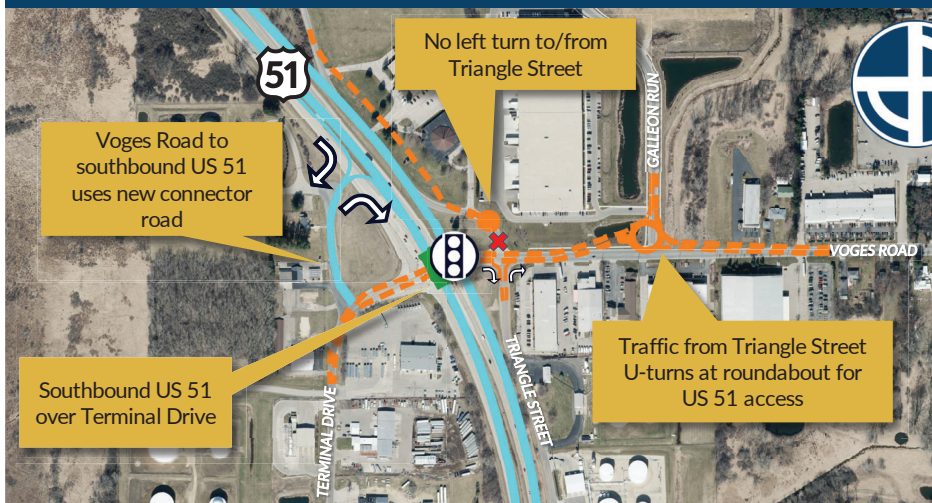 No left turn to/from
Triangle Street
51
Voges Road to
southbound US 51
uses new connector
road
GALLEON RUN
VOGES ROAD
Traffic from Triangle Street
U-turns at roundabout for
US 51 access
Southbound US 51
over Terminal Drive
TERMINAL DRIVE
TRIANGLE STREET